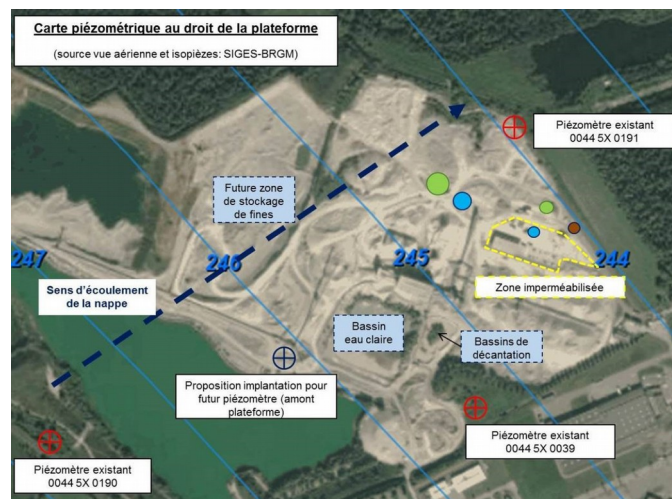 Carte piézométrique au droit de la plateforme
(source vue aérienne et isopièzes: SIGES-BRGM)
Piézomètre existant
0044 5X 0191
Future zone
de stockage
de fines
247
246
245
244
Sens d'écoulement
de la nappe
Zone imperméabilisée
Bassin
eau claire
Bassins de
décantation
Proposition implantation pour
futur piézomètre (amont
plateforme)
Piézomètre existant
0044 5X 0039
Piézomètre existant
0044 5X 0190